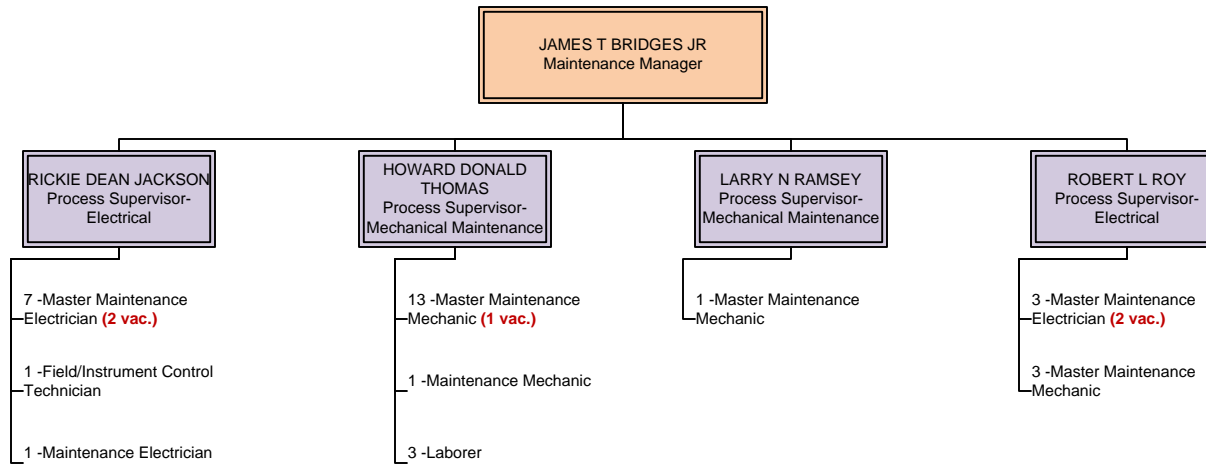 JAMES T BRIDGES JR
Maintenance Manager
RICKIE DEAN JACKSON
Process Supervisor-
Electrical
HOWARD DONALD
THOMAS
Process Supervisor-
Mechanical Maintenance
LARRY N RAMSEY
Process Supervisor-
Mechanical Maintenance
ROBERT L ROY
Process Supervisor-
Electrical
7 -Master Maintenance
Electrician (2 vac.)
1 -Field/Instrument Control
Technician
1 -Maintenance Electrician
13 -Master Maintenance
Mechanic (1 vac.)
1 -Maintenance Mechanic
3 -Laborer
1 -Master Maintenance
Mechanic
3 -Master Maintenance
Electrician (2 vac.)
3 -Master Maintenance
Mechanic